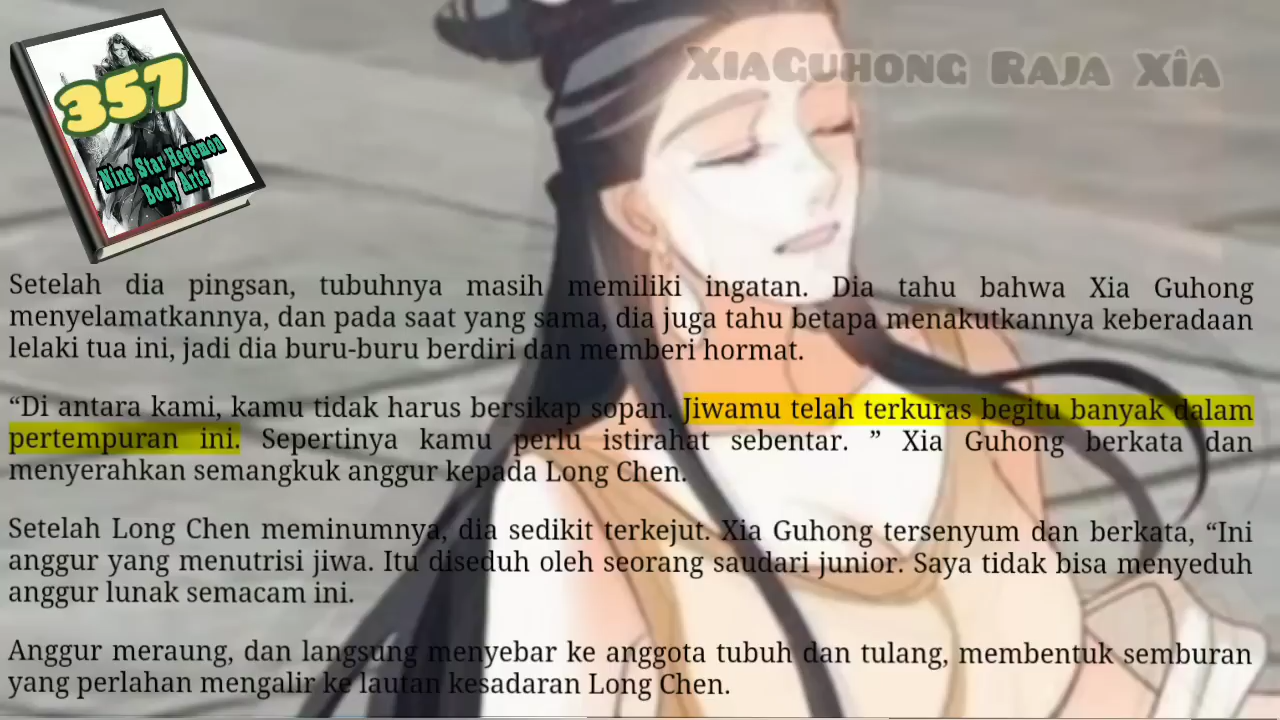 XiaGuhong Raja Xîa
357
Nine Star Hegemon
Body Arts
Setelah dia pingsan, tubuhnya masih memiliki ingatan. Dia tahu bahwa Xia Guhong
menyelamatkannya, dan pada saat yang sama, dia juga tahu betapa menakutkannya keberadaan
lelaki tua ini, jadi dia buru-buru berdiri dan memberi hormat.
“Di antara kami, kamu tidak harus bersikap sopan. Jiwamu telah terkuras begitu banyak dalam
pertempuran ini. Sepertinya kamu perlu istirahat sebentar. ” Xia Guhong berkata dan
menyerahkan semangkuk anggur kepada Long Chen.
Setelah Long Chen meminumnya, dia sedikit terkejut. Xia Guhong tersenyum dan berkata, “Ini
anggur yang menutrisi jiwa. Itu diseduh oleh seorang saudari junior. Saya tidak bisa menyeduh
anggur lunak semacam ini.
Anggur meraung, dan langsung menyebar ke anggota tubuh dan tulang, membentuk semburan
yang perlahan mengalir ke lautan kesadaran Long Chen.